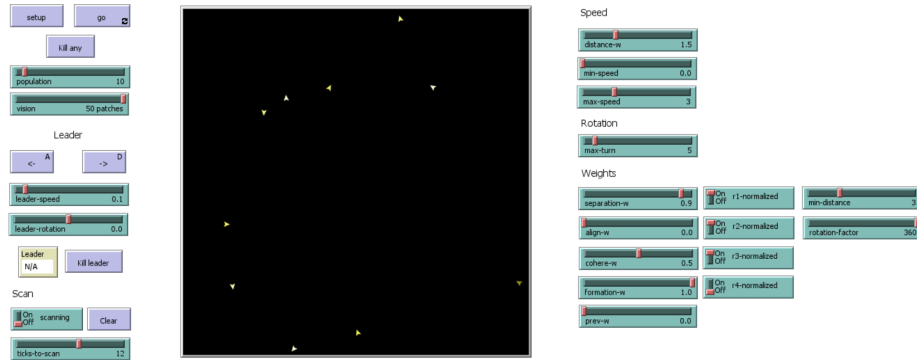 setup
go
Kill any
population 10
vision 50 patches
Leader
A
<-
D
->
leader-speed 0.1
leader-rotation 0.0
Leader
N/A
Kill leader
Scan
On
Off
scanning
Clear
ticks-to-scan 12
Speed
distance-w 1.5
min-speed 0.0
max-speed 3
Rotation
max-turn 5
Weights
separation-w 0.9
On
Off
r1-normalized
min-distance 3
align-w 0.0
On
Off
r2-normalized
rotation-factor 360
cohere-w 0.5
On
Off
r3-normalized
formation-w 1.0
On
Off
r4-normalized
prev-w 0.0